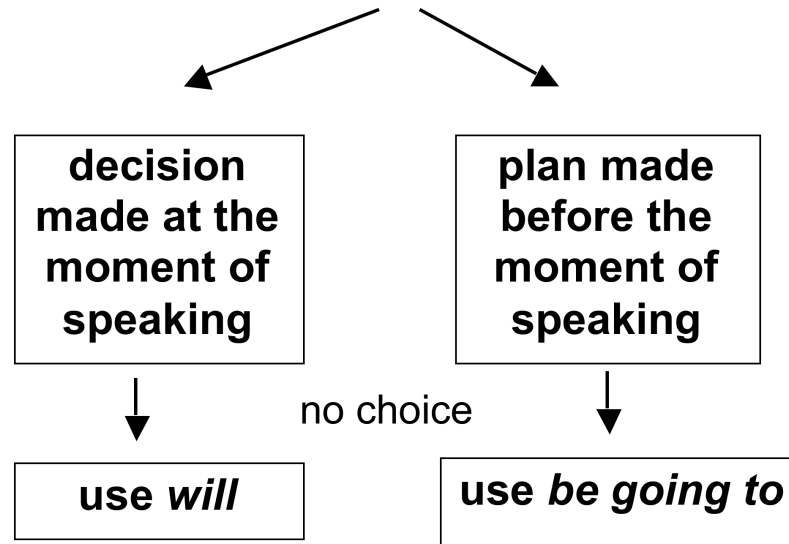 decision
made at the
moment of
speaking
plan made
before the
moment of
speaking
no choice
use will
use be going to